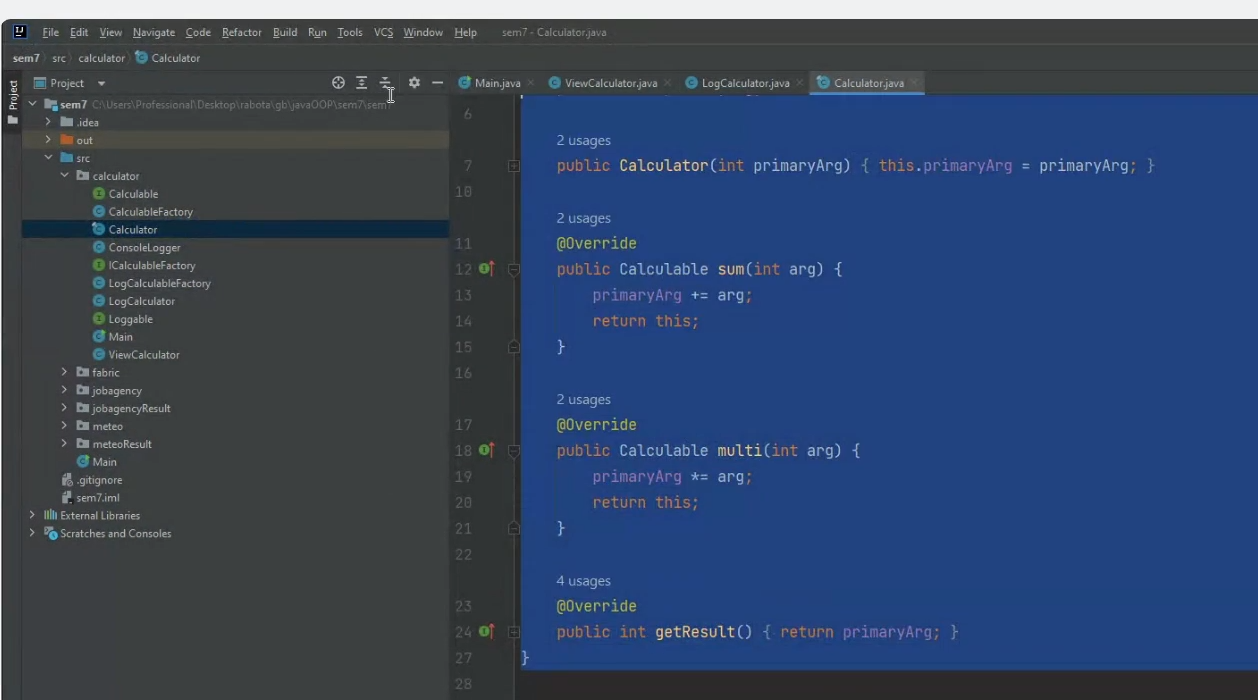 File Edit View Navigate Code Refactor Build Run Tools VCS Window Help sem7 - Calculator.java
sem7 src calculator Calculator
Project
Project
Main.java ViewCalculator.java LogCalculator.java Calculator.java
sem7 C:\Users\Professional\Desktop\rabota\gb\javaOOP\sem7\sem7
.idea
out
src
calculator
Calculable
CalculableFactory
Calculator
ConsoleLogger
ICalculableFactory
LogCalculableFactory
LogCalculator
Loggable
Main
ViewCalculator
fabric
jobagency
jobagencyResult
meteo
meteoResult
Main
.gitignore
sem7.iml
External Libraries
Scratches and Consoles
6
2 usages
7 public Calculator(int primaryArg) { this.primaryArg = primaryArg; }
10
2 usages
11 @Override
12 public Calculable sum(int arg) {
13 primaryArg += arg;
14 return this;
15 }
16
2 usages
17 @Override
18 public Calculable multi(int arg) {
19 primaryArg *= arg;
20 return this;
21 }
22
4 usages
23 @Override
24 public int getResult() { return primaryArg; }
27 }
28